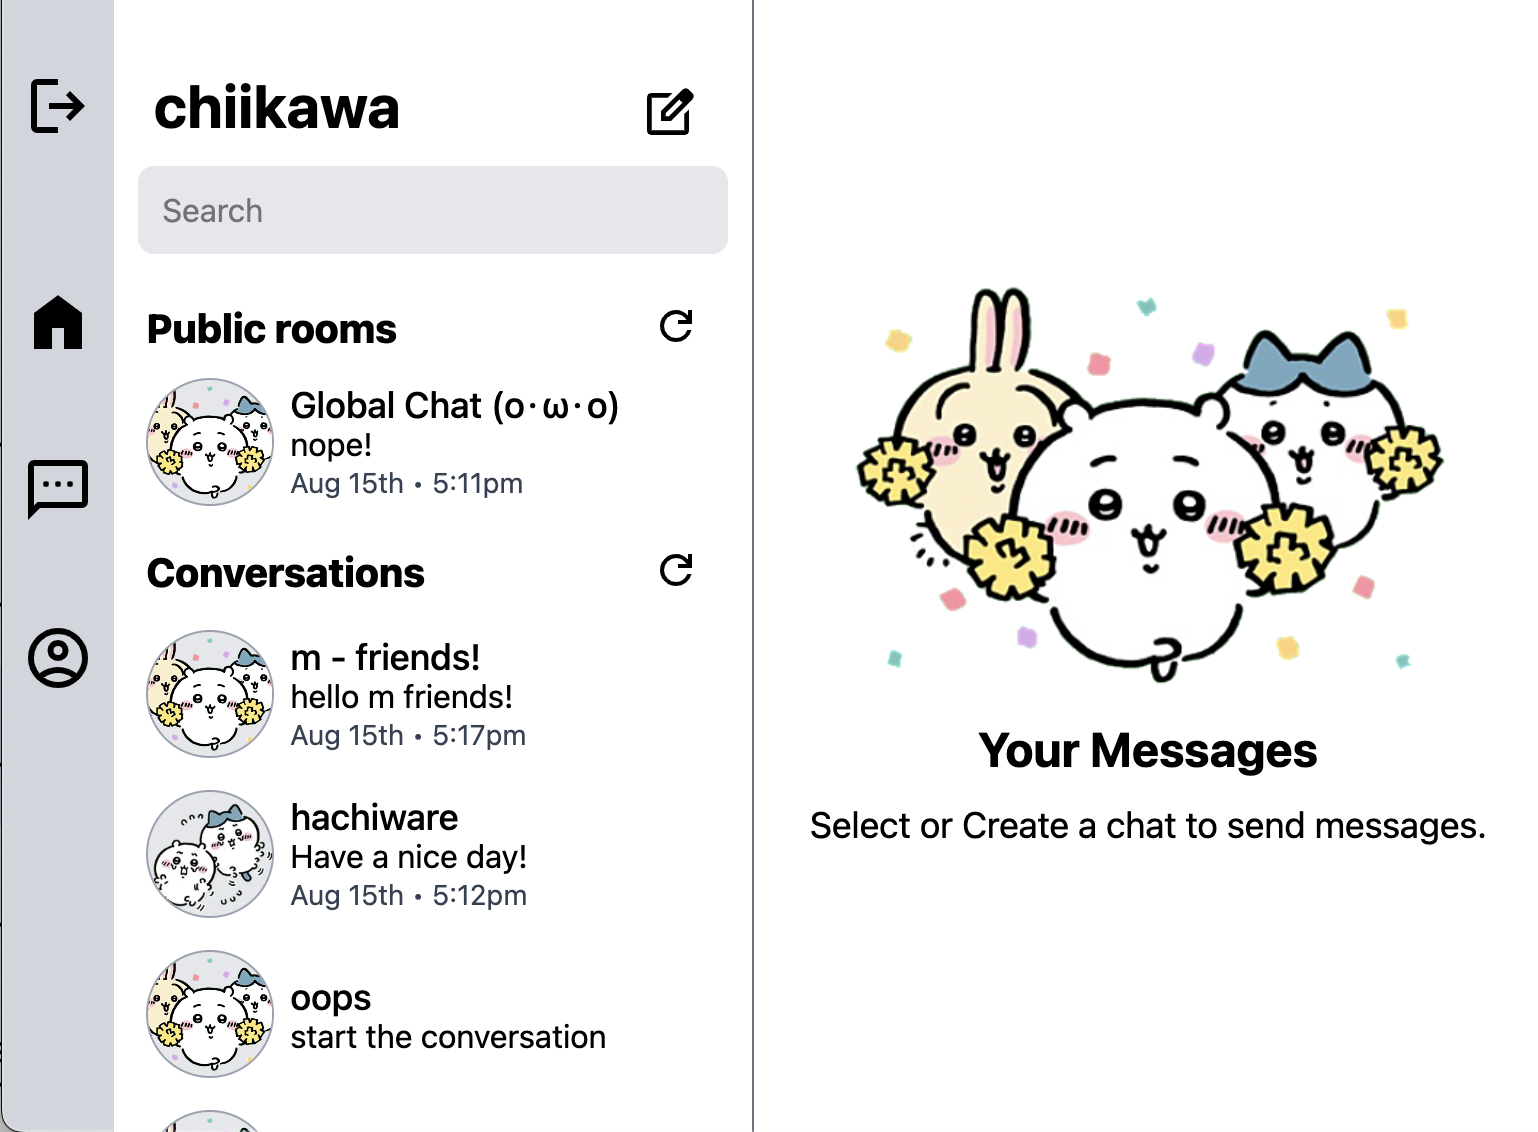 chiikawa
Search
Public rooms
Global Chat (o･ω･o)
nope!
Aug 15th • 5:11pm
Conversations
m - friends!
hello m friends!
Aug 15th • 5:17pm
hachiware
Have a nice day!
Aug 15th • 5:12pm
oops
start the conversation
Your Messages
Select or Create a chat to send messages.